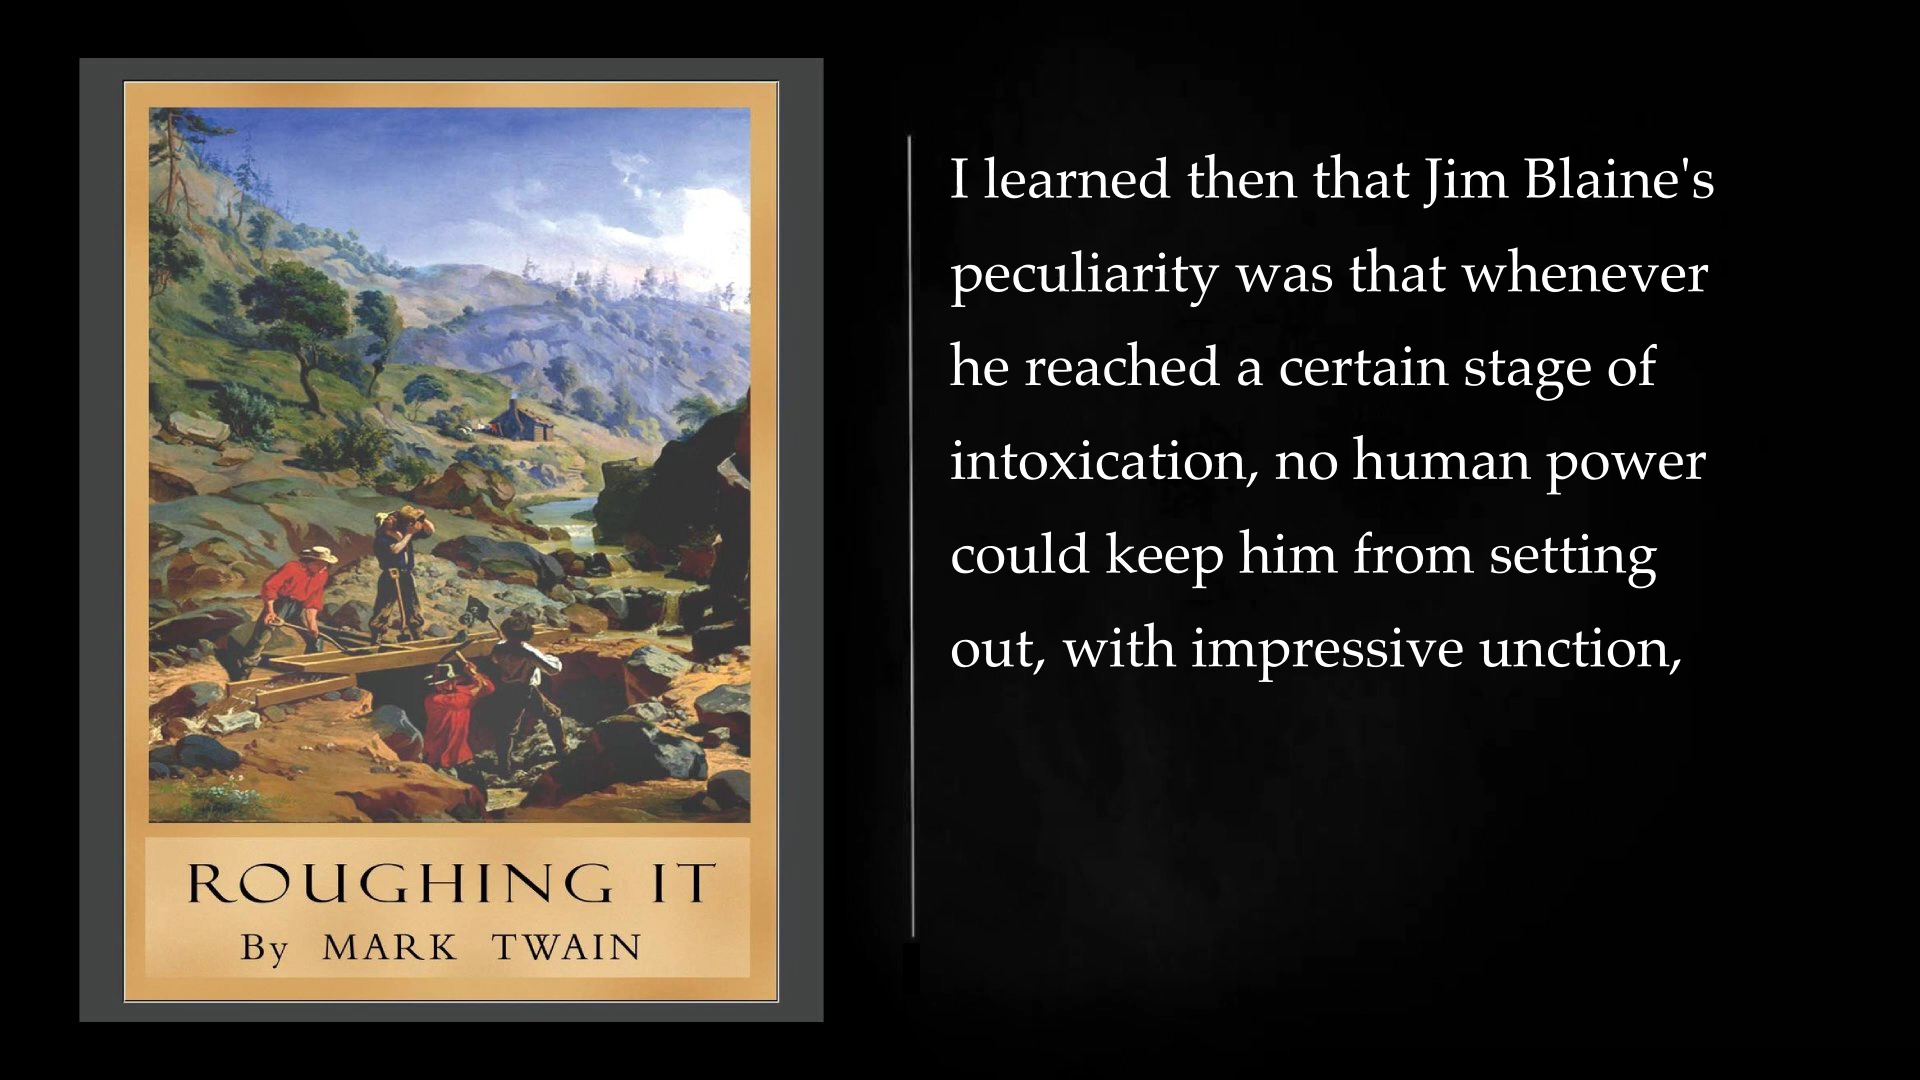 ROUGHING IT
By MARK TWAIN
I learned then that Jim Blaine's
peculiarity was that whenever
he reached a certain stage of
intoxication, no human power
could keep him from setting
out, with impressive unction,